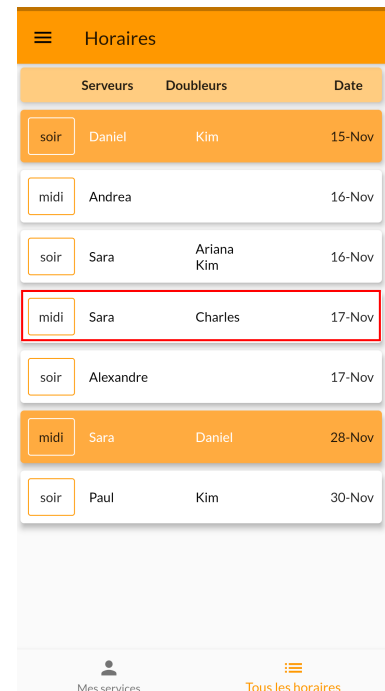 Horaires
Serveurs Doubleurs Date
soir Daniel Kim 15-Nov
midi Andrea 16-Nov
soir Sara Ariana Kim 16-Nov
midi Sara Charles 17-Nov
soir Alexandre 17-Nov
midi Sara Daniel 28-Nov
soir Paul Kim 30-Nov
Mes services Tous les horaires